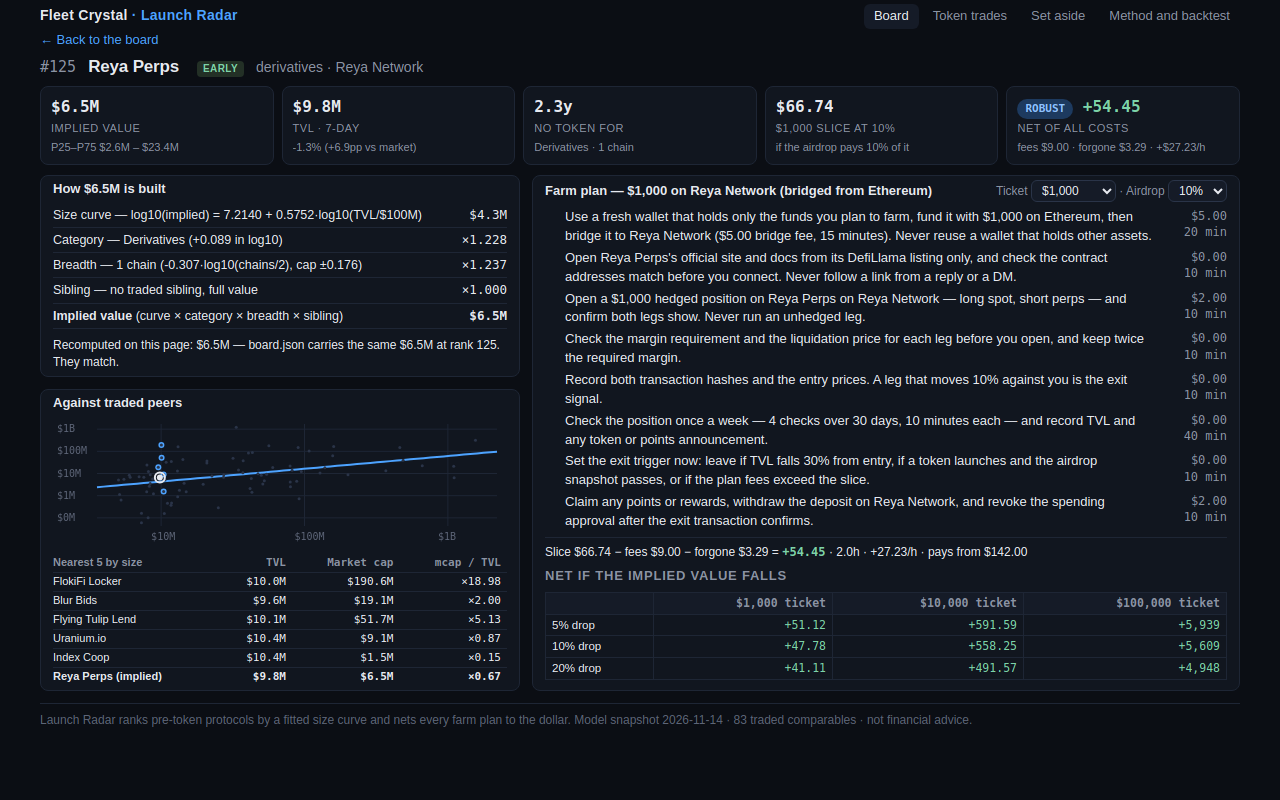 Fleet Crystal · Launch Radar
Board
Token trades
Set aside
Method and backtest
← Back to the board
#125 Reya Perps EARLY derivatives · Reya Network
$6.5M
IMPLIED VALUE
P25–P75 $2.6M – $23.4M
$9.8M
TVL · 7-DAY
-1.3% (+6.9pp vs market)
2.3y
NO TOKEN FOR
Derivatives · 1 chain
$66.74
$1,000 SLICE AT 10%
if the airdrop pays 10% of it
ROBUST +54.45
NET OF ALL COSTS
fees $9.00 · forgone $3.29 · +$27.23/h
How $6.5M is built
Size curve — log10(implied) = 7.2140 + 0.5752·log10(TVL/$100M) $4.3M
Category — Derivatives (+0.089 in log10) ×1.228
Breadth — 1 chain (-0.307·log10(chains/2), cap ±0.176) ×1.237
Sibling — no traded sibling, full value ×1.000
Implied value (curve × category × breadth × sibling) $6.5M
Recomputed on this page: $6.5M — board.json carries the same $6.5M at rank 125.
They match.
Against traded peers
$1B
$100M
$10M
$1M
$0M
$10M $100M $1B
Nearest 5 by size TVL Market cap mcap / TVL
FlokiFi Locker $10.0M $190.6M ×18.98
Blur Bids $9.6M $19.1M ×2.00
Flying Tulip Lend $10.1M $51.7M ×5.13
Uranium.io $10.4M $9.1M ×0.87
Index Coop $10.4M $1.5M ×0.15
Reya Perps (implied) $9.8M $6.5M ×0.67
Farm plan — $1,000 on Reya Network (bridged from Ethereum) Ticket $1,000 · Airdrop 10%
Use a fresh wallet that holds only the funds you plan to farm, fund it with $1,000 on Ethereum, then $5.00
bridge it to Reya Network ($5.00 bridge fee, 15 minutes). Never reuse a wallet that holds other assets. 20 min
Open Reya Perps's official site and docs from its DefiLlama listing only, and check the contract $0.00
addresses match before you connect. Never follow a link from a reply or a DM. 10 min
Open a $1,000 hedged position on Reya Perps on Reya Network — long spot, short perps — and $2.00
confirm both legs show. Never run an unhedged leg. 10 min
Check the margin requirement and the liquidation price for each leg before you open, and keep twice $0.00
the required margin. 10 min
Record both transaction hashes and the entry prices. A leg that moves 10% against you is the exit $0.00
signal. 10 min
Check the position once a week — 4 checks over 30 days, 10 minutes each — and record TVL and $0.00
any token or points announcement. 40 min
Set the exit trigger now: leave if TVL falls 30% from entry, if a token launches and the airdrop $0.00
snapshot passes, or if the plan fees exceed the slice. 10 min
Claim any points or rewards, withdraw the deposit on Reya Network, and revoke the spending $2.00
approval after the exit transaction confirms. 10 min
Slice $66.74 − fees $9.00 − forgone $3.29 = +54.45 · 2.0h · +27.23/h · pays from $142.00
NET IF THE IMPLIED VALUE FALLS
$1,000 ticket $10,000 ticket $100,000 ticket
5% drop +51.12 +591.59 +5,939
10% drop +47.78 +558.25 +5,609
20% drop +41.11 +491.57 +4,948
Launch Radar ranks pre-token protocols by a fitted size curve and nets every farm plan to the dollar. Model snapshot 2026-11-14 · 83 traded comparables · not financial advice.